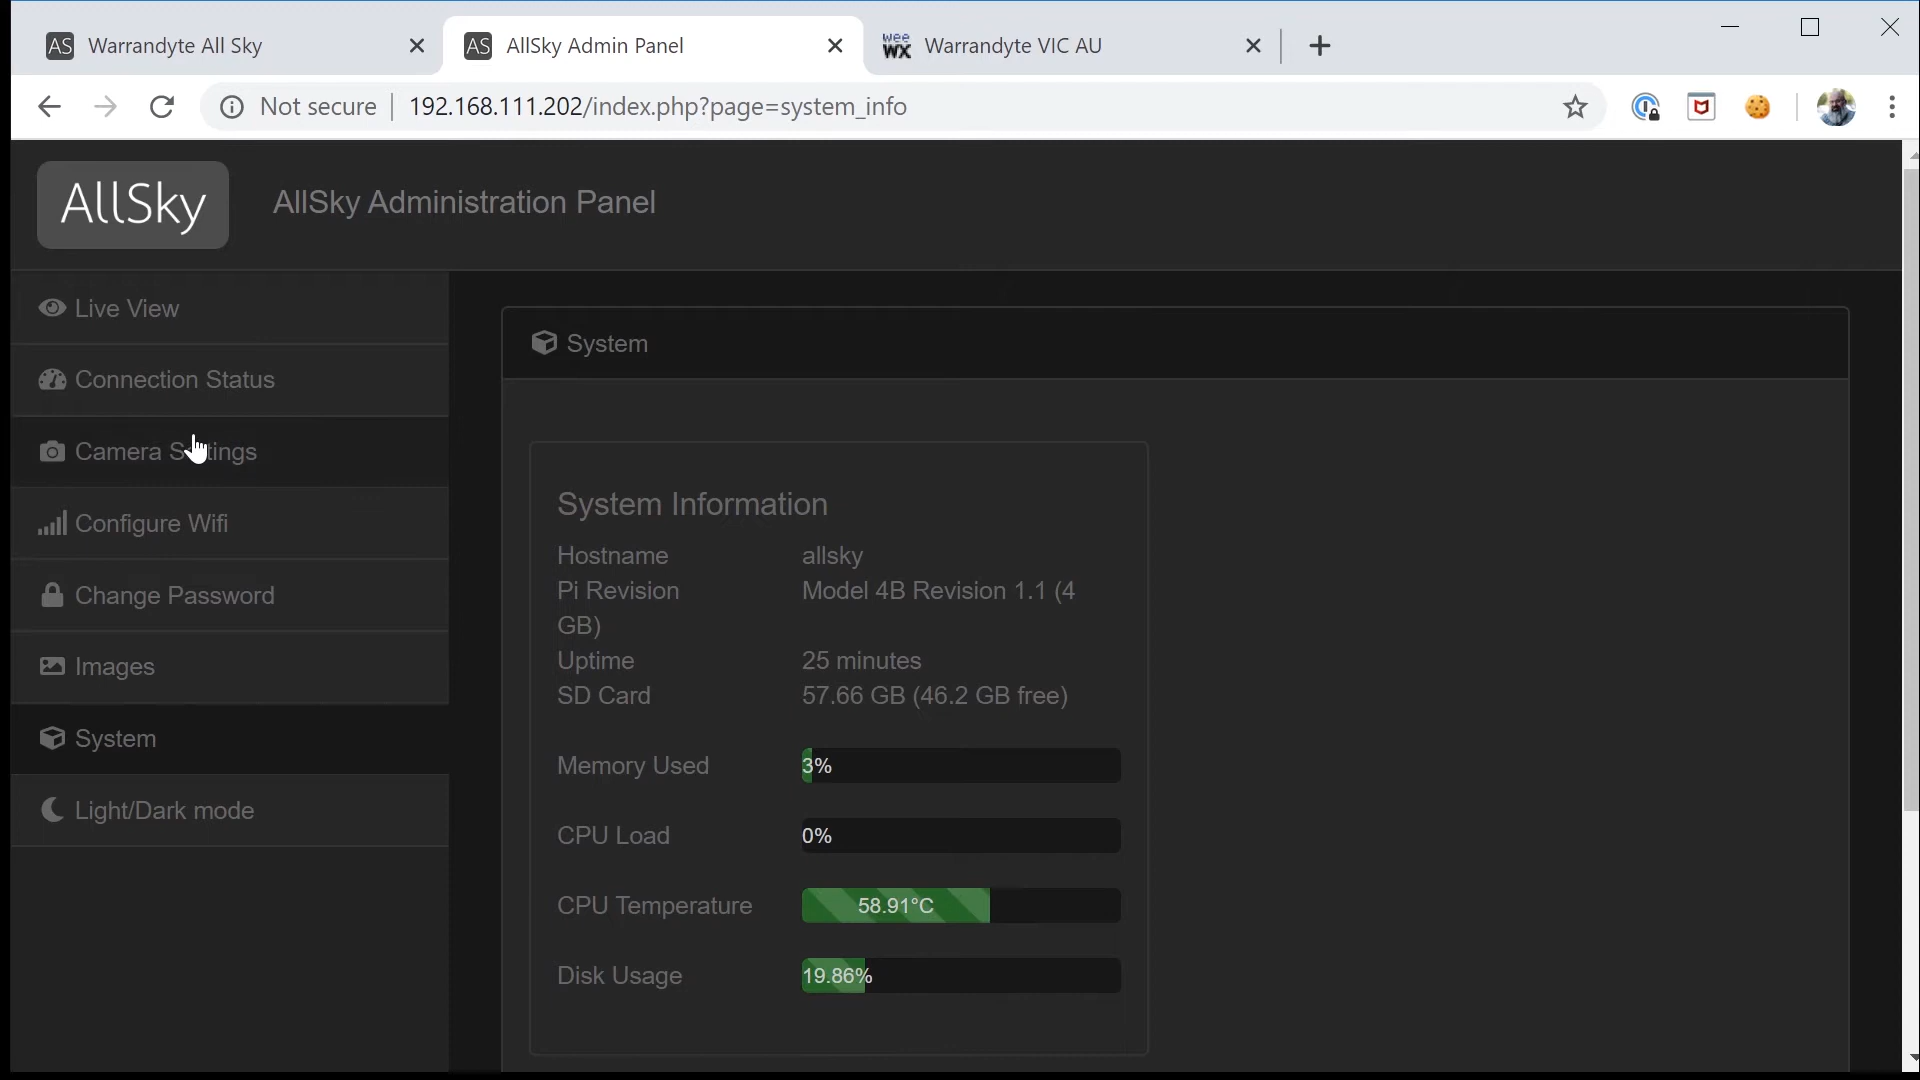 AS Warrandyte All Sky
AS AllSky Admin Panel
wee WX Warrandyte VIC AU
Not secure 192.168.111.202/index.php?page=system_info
AllSky
AllSky Administration Panel
Live View
Connection Status
Camera
Configure Wifi
Change Password
Images
System
Light/Dark mode
System
System Information
Hostname allsky
Pi Revision Model 4B Revision 1.1 (4
GB)
Uptime 25 minutes
SD Card 57.66 GB (46.2 GB free)
Memory Used 3%
CPU Load 0%
CPU Temperature 58.91°C
Disk Usage 19.86%